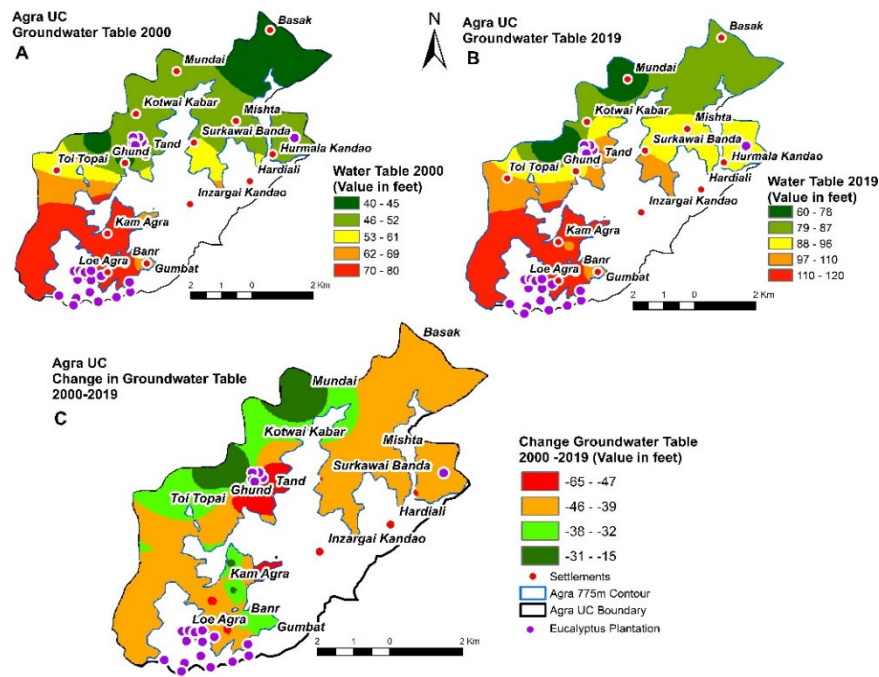 Agra UC
Groundwater Table 2000
A
Basak
Mundai
Kotwai Kabar
Mishta
Tand
Surkawai Banda
Ghund
Toi Topai
Hurmala Kandao
Hardiali
Inzargai Kandao
Kam Agra
Banr
Loe Agra
Gumbat
Water Table 2000
(Value in feet)
40 - 45
46 - 52
53 - 61
62 - 69
70 - 80
2 1 0 2 Km
N
Agra UC
Groundwater Table 2019
B
Basak
Mundai
Kotwai Kabar
Mishta
Tand
Surkawai Banda
Ghund
Toi Topai
Hurmala Kandao
Hardiali
Inzargai Kandao
Kam Agra
Banr
Loe Agra
Gumbat
Water Table 2019
(Value in feet)
60 - 78
79 - 87
88 - 96
97 - 110
110 - 120
2 1 0 2 Km
Agra UC
Change in Groundwater Table
2000-2019
C
Basak
Mundai
Kotwai Kabar
Mishta
Surkawai Banda
Tand
Ghund
Toi Topai
Hardiali
Inzargai Kandao
Kam Agra
Banr
Loe Agra
Gumbat
2 1 0 2 Km
Change Groundwater Table
2000 -2019 (Value in feet)
-65 - -47
-46 - -39
-38 - -32
-31 - -15
Settlements
Agra 775m Contour
Agra UC Boundary
Eucalyptus Plantation